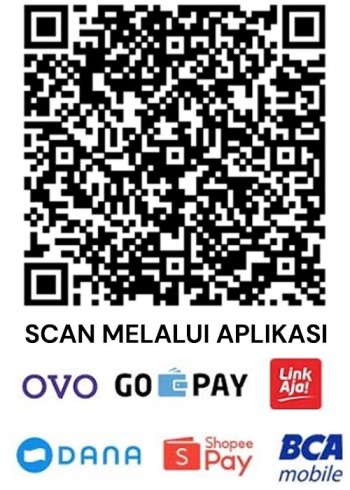 SCAN MELALUI APLIKASI
OVO GO PAY Link
Aja!
DANA Shopee
Pay BCA
mobile